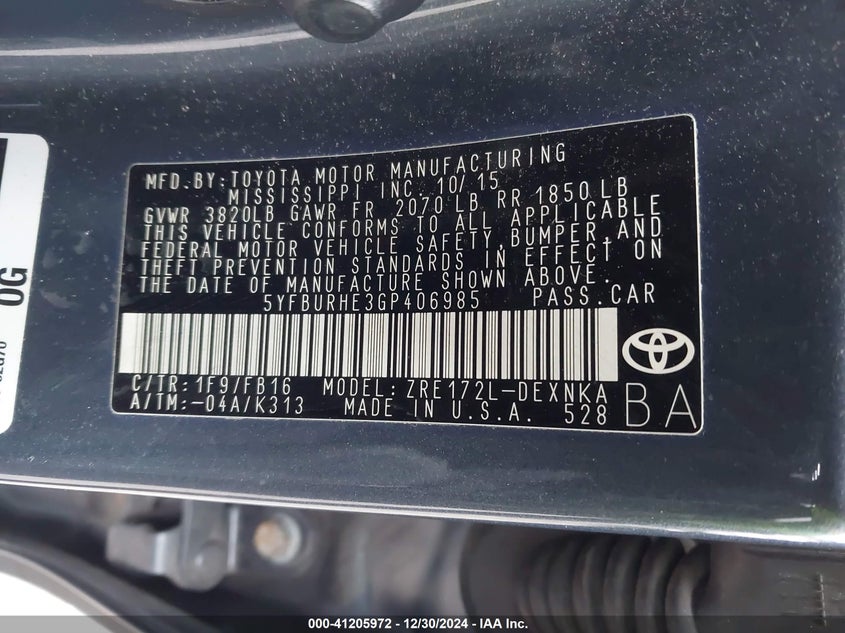 MFD. BY: TOYOTA MOTOR MANUFACTURING
MISSISSIPPI INC. 10/15
GVWR 3820LB GAWR FR 2070 LB RR 1850 LB
THIS VEHICLE CONFORMS TO ALL APPLICABLE
FEDERAL MOTOR VEHICLE SAFETY, BUMPER, AND
THEFT PREVENTION STANDARDS IN EFFECT ON
THE DATE OF MANUFACTURE SHOWN ABOVE.
5YFBURHE3GP406985 PASS. CAR
C/TR: 1F9/FB16 MODEL: ZRE172L-DEXNKA
A/TM:-04A/K313 MADE IN U.S.A. 528
BA
OG
000-41205972 - 12/30/2024 - IAA Inc.